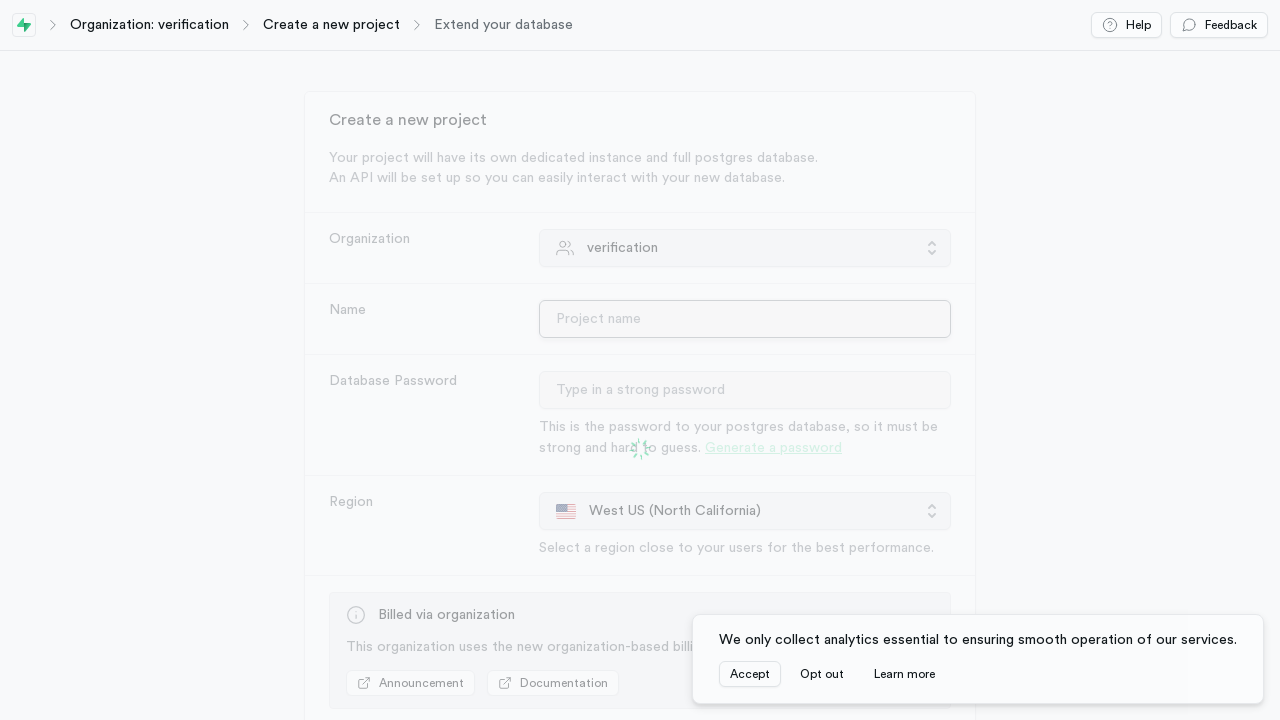 Organization: verification
Create a new project
Extend your database
Help
Feedback
Create a new project
Your project will have its own dedicated instance and full postgres database.
An API will be set up so you can easily interact with your new database.
Organization
verification
Name
Project name
Database Password
Type in a strong password
This is the password to your postgres database, so it must be
strong and hard to guess. Generate a password
Region
West US (North California)
Select a region close to your users for the best performance.
Billed via organization
This organization uses the new organization-based
Announcement
Documentation
We only collect analytics essential to ensuring smooth operation of our services.
Accept
Opt out
Learn more